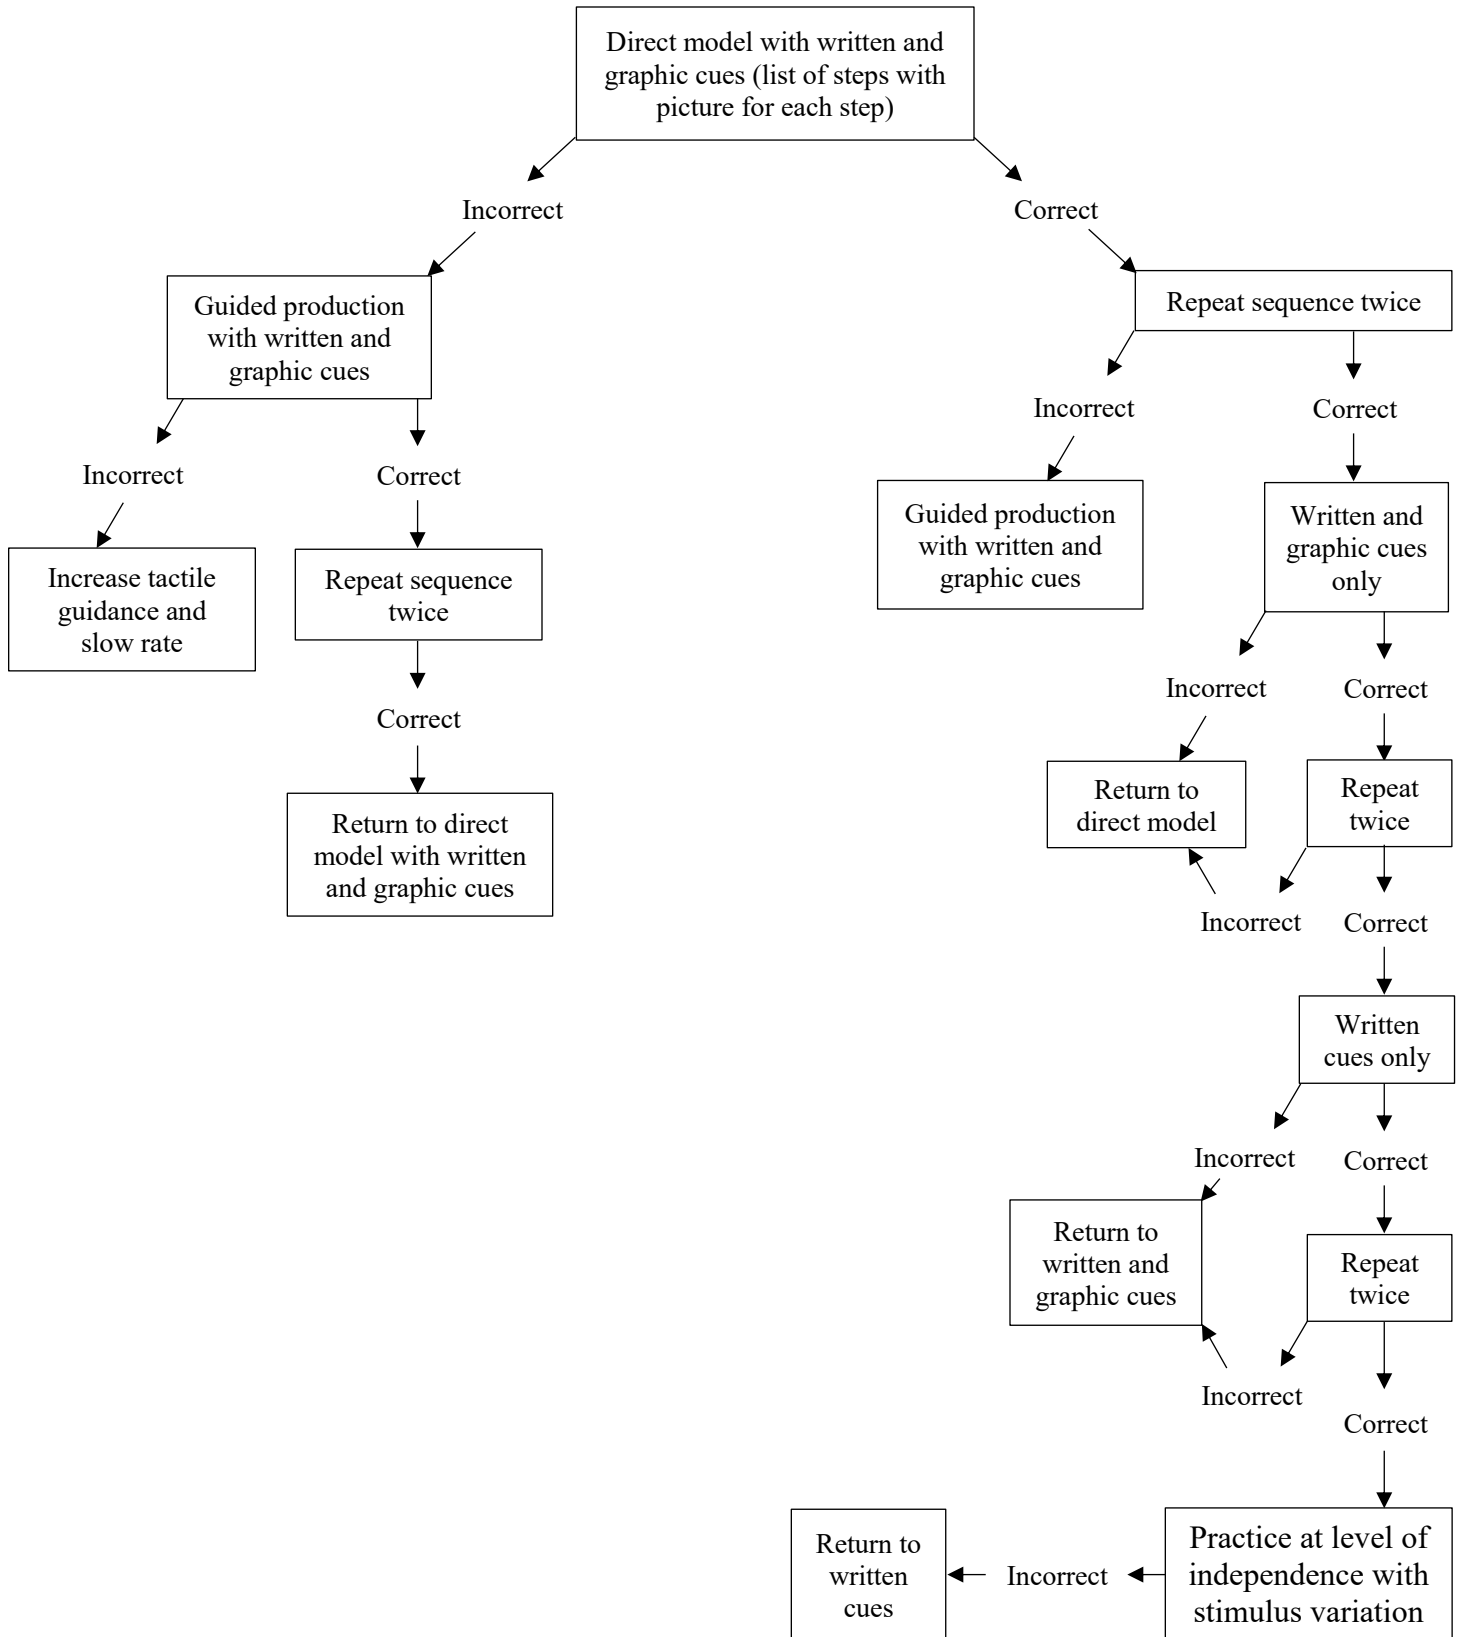 Direct model with written and
graphic cues (list of steps with
picture for each step)
Incorrect
Correct
Guided production
with written and
graphic cues
Repeat sequence twice
Incorrect
Correct
Incorrect
Correct
Guided production
with written and
graphic cues
Written and
graphic cues
only
Increase tactile
guidance and
slow rate
Repeat sequence
twice
Incorrect
Correct
Correct
Return to
direct model
Repeat
twice
Return to direct
model with written
and graphic cues
Incorrect
Correct
Written
cues only
Incorrect
Correct
Return to
written and
graphic cues
Repeat
twice
Incorrect
Correct
Return to
written
cues
Incorrect
Practice at level of
independence with
stimulus variation